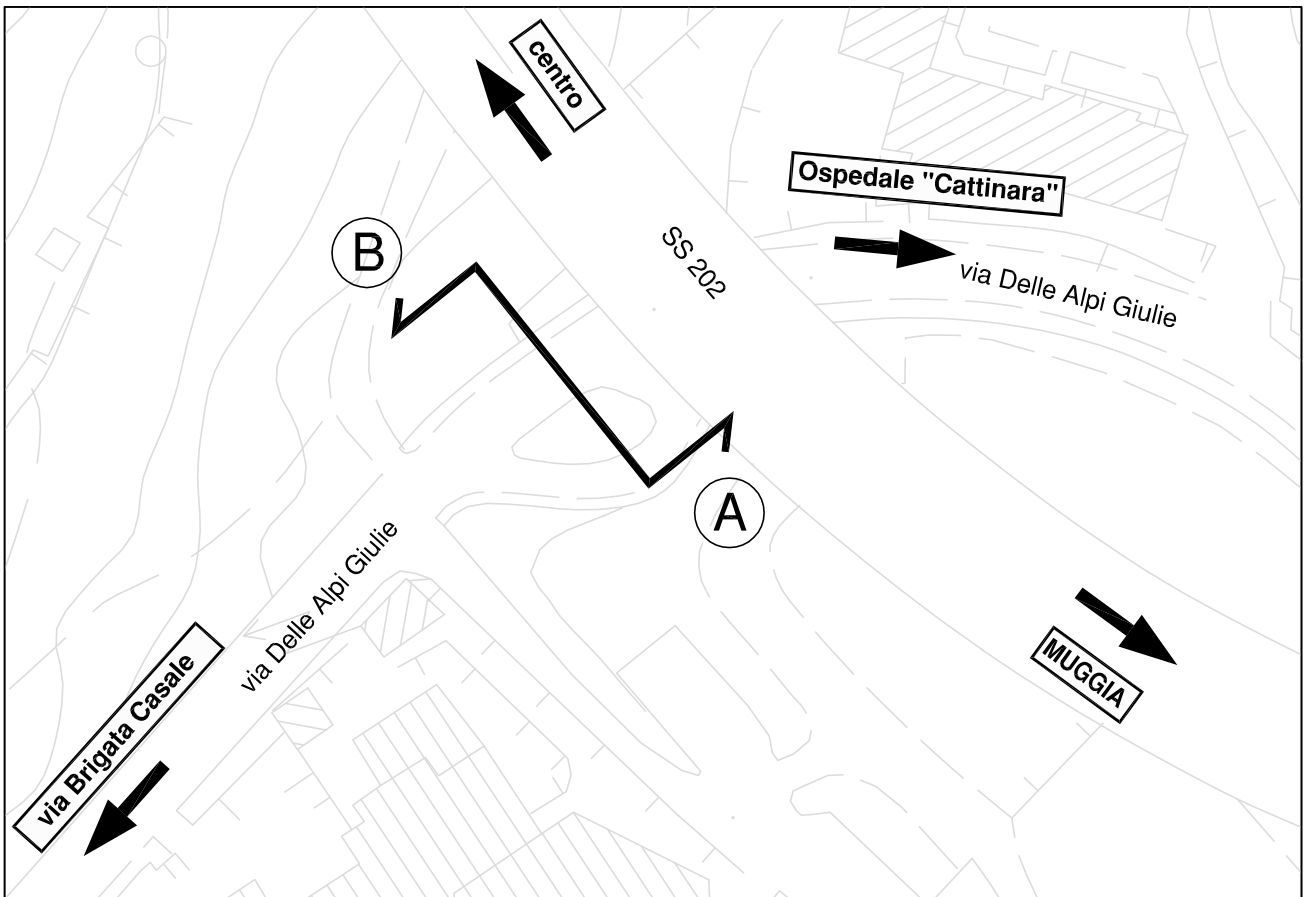 centro
Ospedale "Cattinara"
B
SS 202
via Delle Alpi Giulie
A
via Delle Alpi Giulie
MUGGIA
via Brigata Casale